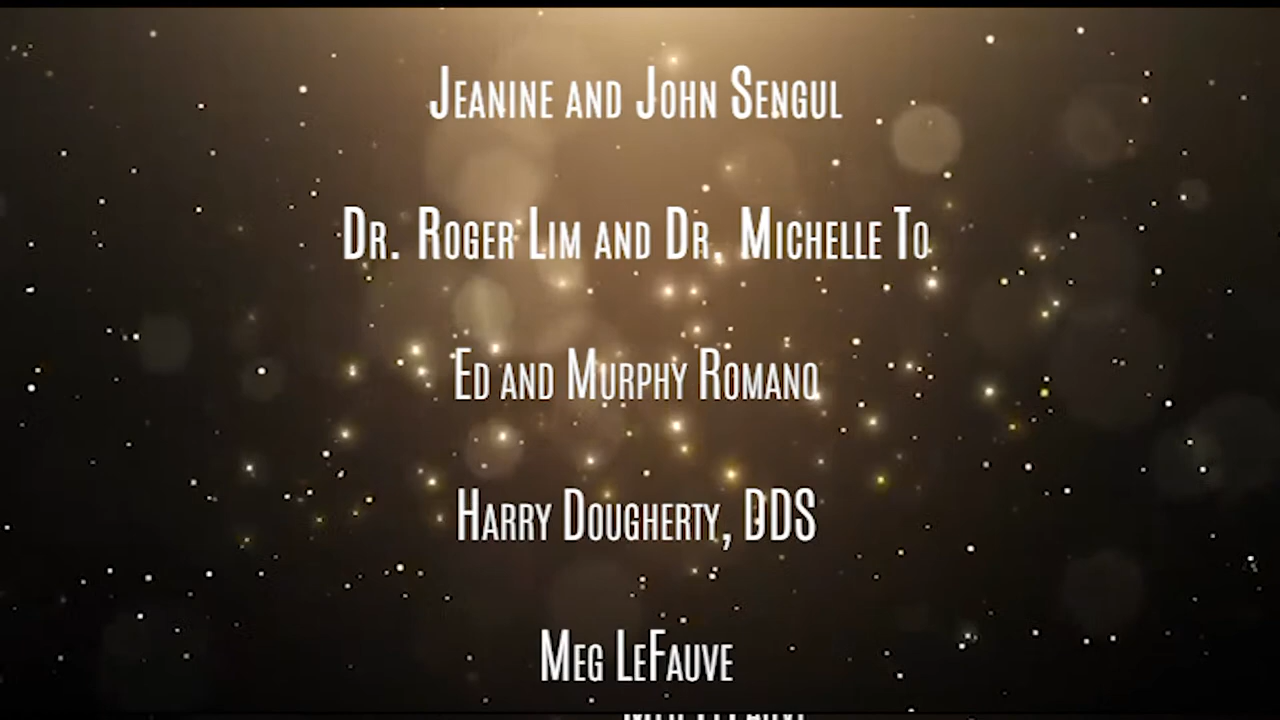 Jeanine and John Sengul
Dr. Roger Lim and Dr. Michelle To
Ed and Murphy Romano
Harry Dougherty, DDS
Meg LeFauve